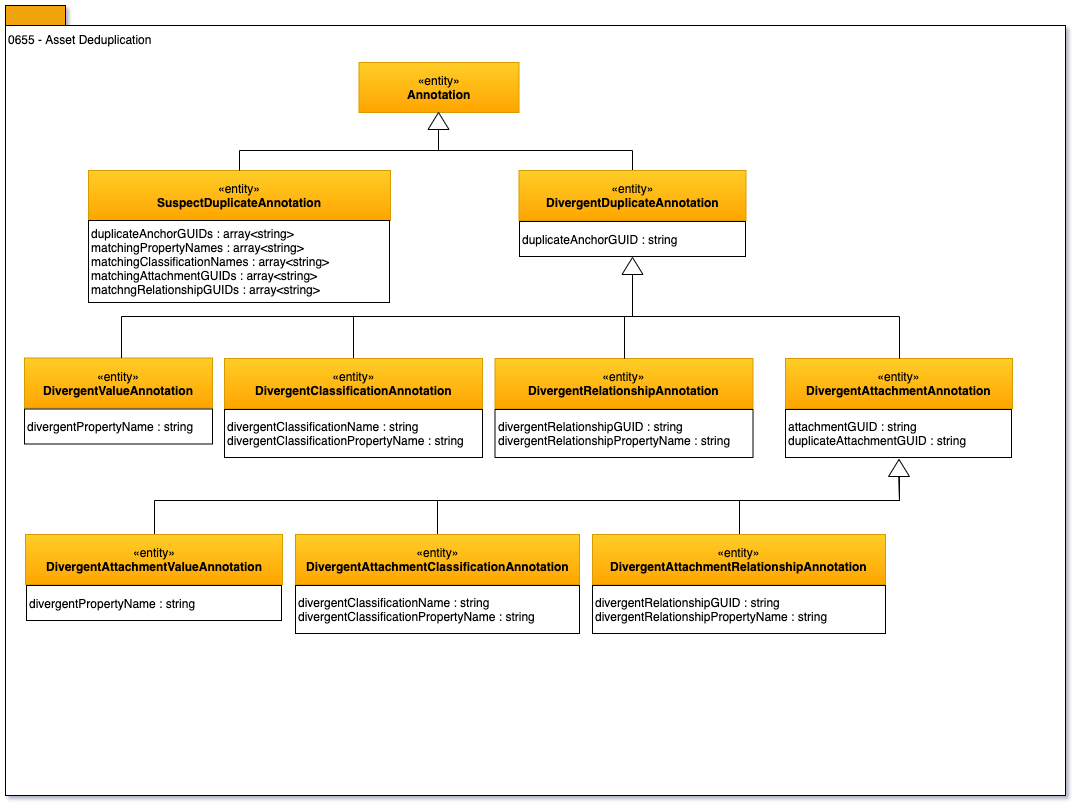 0655 - Asset Deduplication
«entity»
Annotation
«entity»
SuspectDuplicateAnnotation
duplicateAnchorGUIDs : array<string>
matchingPropertyNames : array<string>
matchingClassificationNames : array<string>
matchingAttachmentGUIDs : array<string>
matchngRelationshipGUIDs : array<string>
«entity»
DivergentDuplicateAnnotation
duplicateAnchorGUID : string
«entity»
DivergentValueAnnotation
divergentPropertyName : string
«entity»
DivergentClassificationAnnotation
divergentClassificationName : string
divergentClassificationPropertyName : string
«entity»
DivergentRelationshipAnnotation
divergentRelationshipGUID : string
divergentRelationshipPropertyName : string
«entity»
DivergentAttachmentAnnotation
attachmentGUID : string
duplicateAttachmentGUID : string
«entity»
DivergentAttachmentValueAnnotation
divergentPropertyName : string
«entity»
DivergentAttachmentClassificationAnnotation
divergentClassificationName : string
divergentClassificationPropertyName : string
«entity»
DivergentAttachmentRelationshipAnnotation
divergentRelationshipGUID : string
divergentRelationshipPropertyName : string